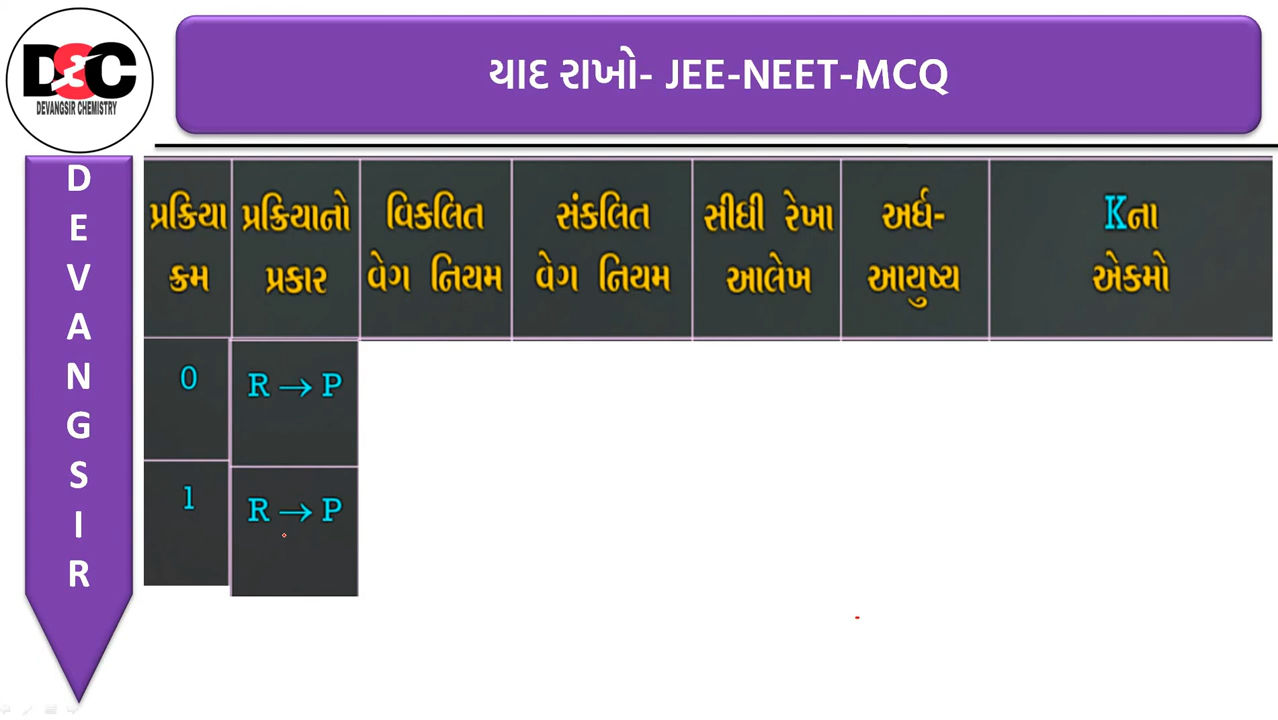 DSC
DEVANGSIR CHEMISTRY
યાદ રાખો- JEE-NEET-MCQ
D
E
V
A
N
G
S
I
R
પ્રક્રિયા ક્રમ
પ્રક્રિયાનો પ્રકાર
વિકલિત વેગ નિયમ
સંકલિત વેગ નિયમ
સીધી રેખા આલેખ
અર્ધ-આયુષ્ય
Kના એકમો
0
R → P
1
R → P